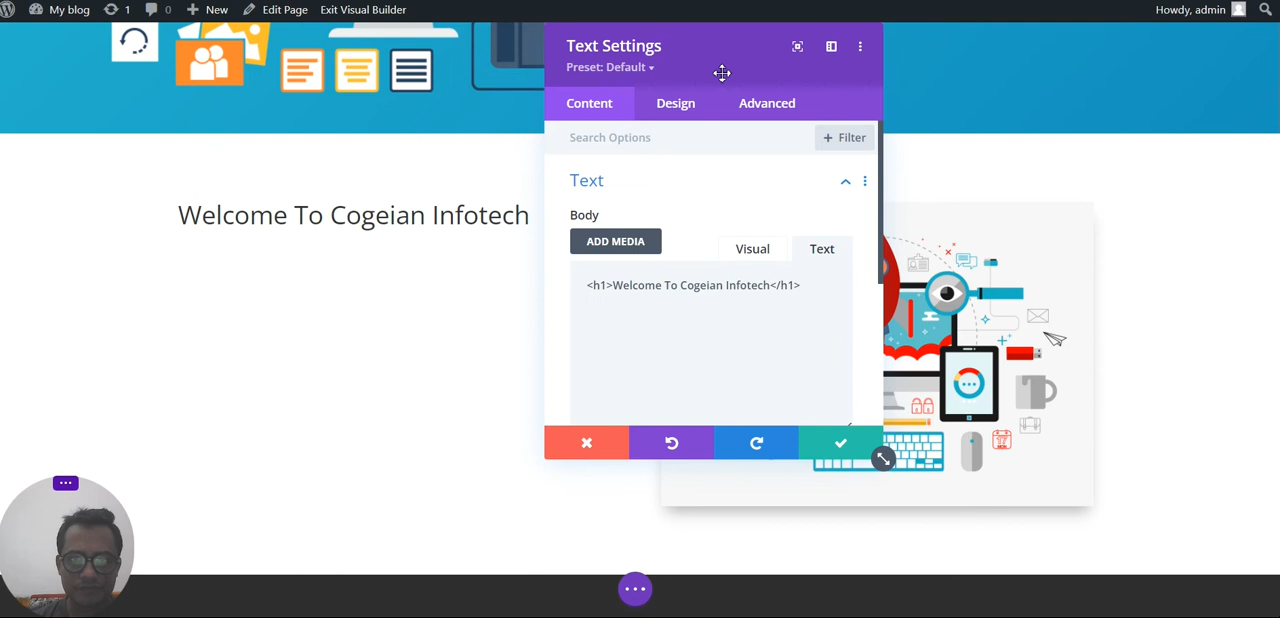 My blog 1 0 + New Edit Page Exit Visual Builder Howdy, admin
Text Settings
Preset: Default
Content Design Advanced
Search Options + Filter
Text
Body
ADD MEDIA
Visual Text
<h1>Welcome To Cogeian Infotech</h1>
Welcome To Cogeian Infotech
17